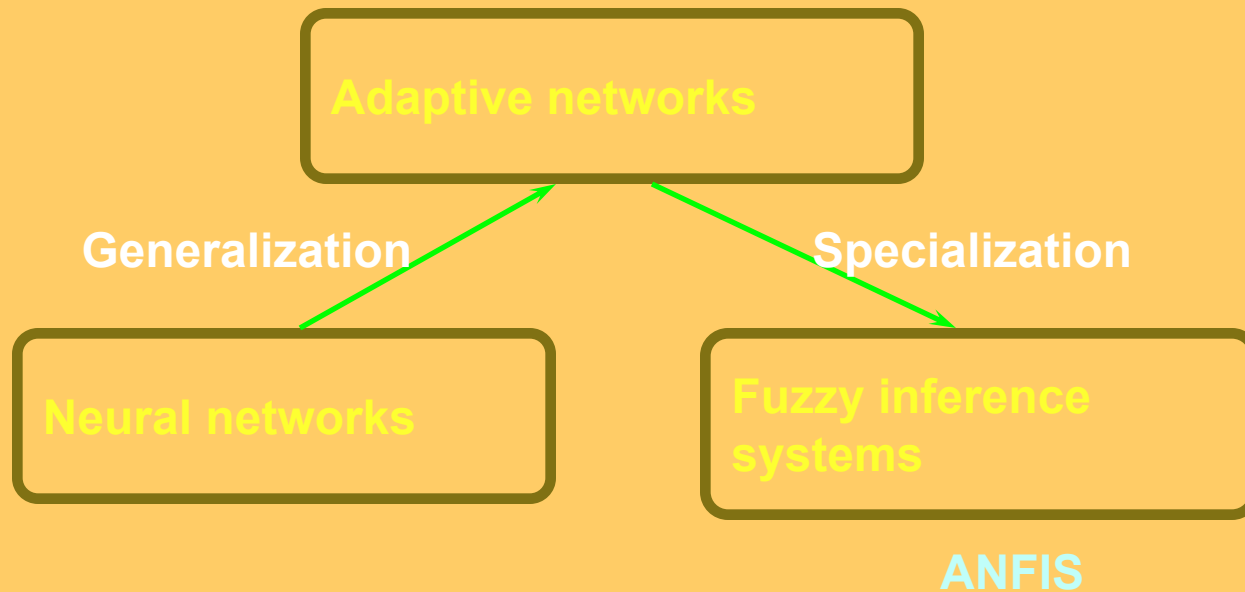 Adaptive networks
Generalization
Specialization
Neural networks
Fuzzy inference
systems
ANFIS